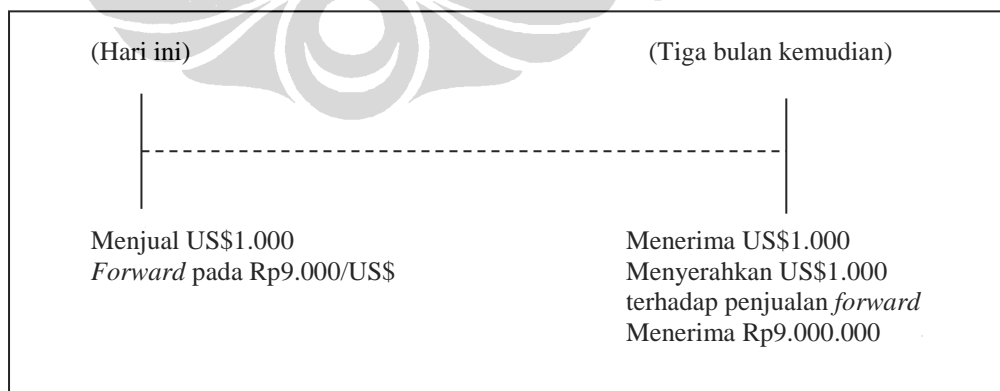 (Hari ini)
(Tiga bulan kemudian)
Menjual US$1.000
Forward pada Rp9.000/US$
Menerima US$1.000
Menyerahkan US$1.000
terhadap penjualan forward
Menerima Rp9.000.000